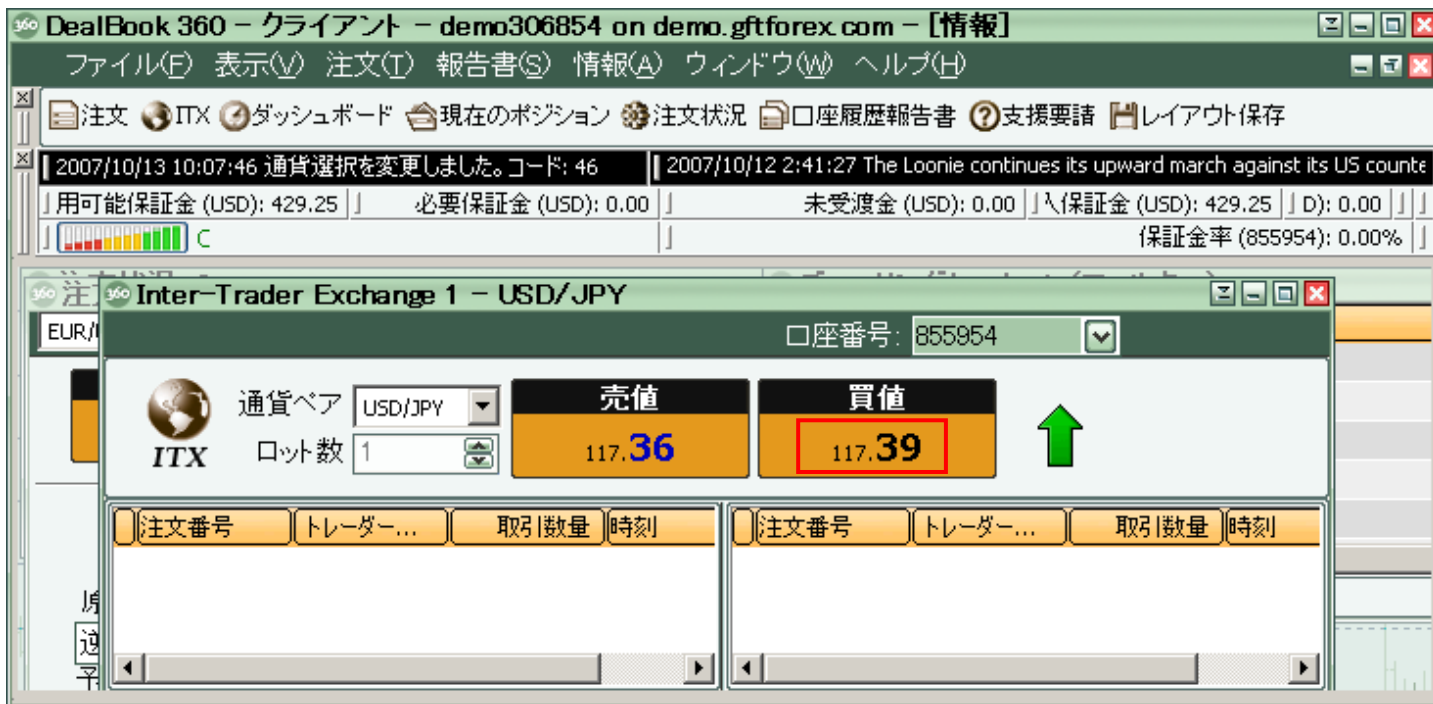 DealBook 360 - クライアント - demo306854 on demo.gftforex.com - [情報]
ファイル(F) 表示(V) 注文(T) 報告書(S) 情報(A) ウィンドウ(W) ヘルプ(H)
注文 ITX ダッシュボード 現在のポジション 注文状況 口座履歴報告書 支援要請 レイアウト保存
2007/10/13 10:07:46 通貨選択を変更しました。コード: 46 2007/10/12 2:41:27 The Loonie continues its upward march against its US counte
用可能保証金 (USD): 429.25 必要保証金 (USD): 0.00 未受渡金 (USD): 0.00 保証金 (USD): 429.25 D): 0.00
C 保証金率 (855954): 0.00%
注
Inter-Trader Exchange 1 - USD/JPY
EUR/
口座番号: 855954
売値 買値
通貨ペア USD/JPY
117.36 117.39
ITX ロット数 1
注文番号 トレーダー... 取引数量 時刻 注文番号 トレーダー... 取引数量 時刻